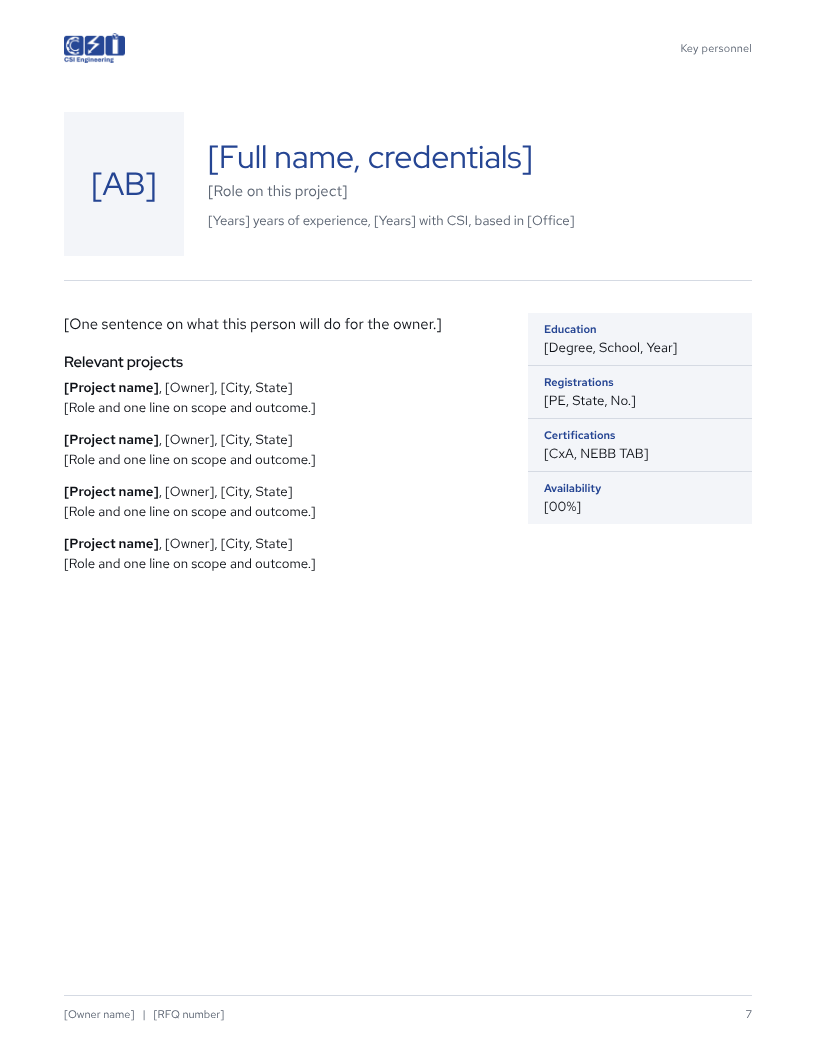 CSI
CSI Engineering
Key personnel
[AB]
[Full name, credentials]
[Role on this project]
[Years] years of experience, [Years] with CSI, based in [Office]
[One sentence on what this person will do for the owner.]
Relevant projects
[Project name], [Owner], [City, State]
[Role and one line on scope and outcome.]
[Project name], [Owner], [City, State]
[Role and one line on scope and outcome.]
[Project name], [Owner], [City, State]
[Role and one line on scope and outcome.]
[Project name], [Owner], [City, State]
[Role and one line on scope and outcome.]
Education
[Degree, School, Year]
Registrations
[PE, State, No.]
Certifications
[CxA, NEBB TAB]
Availability
[00%]
[Owner name] | [RFQ number]
7